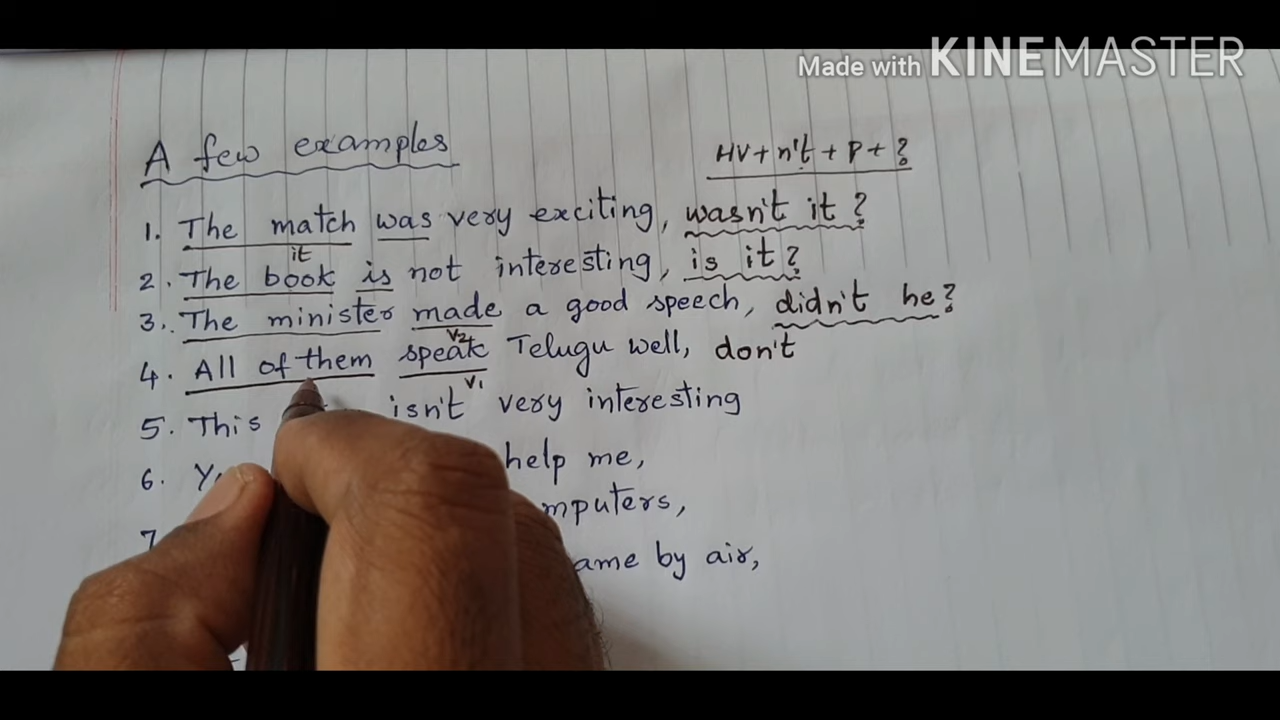 Made with KINEMASTER
A few examples
HV + n't + P + ?
1. The match was very exciting, wasn't it?
it
2. The book is not interesting, is it?
3. The minister made a good speech, didn't he?
V2
4. All of them speak Telugu well, don't
V1
5. This isn't very interesting
6. help me,
7 computers,
by air,